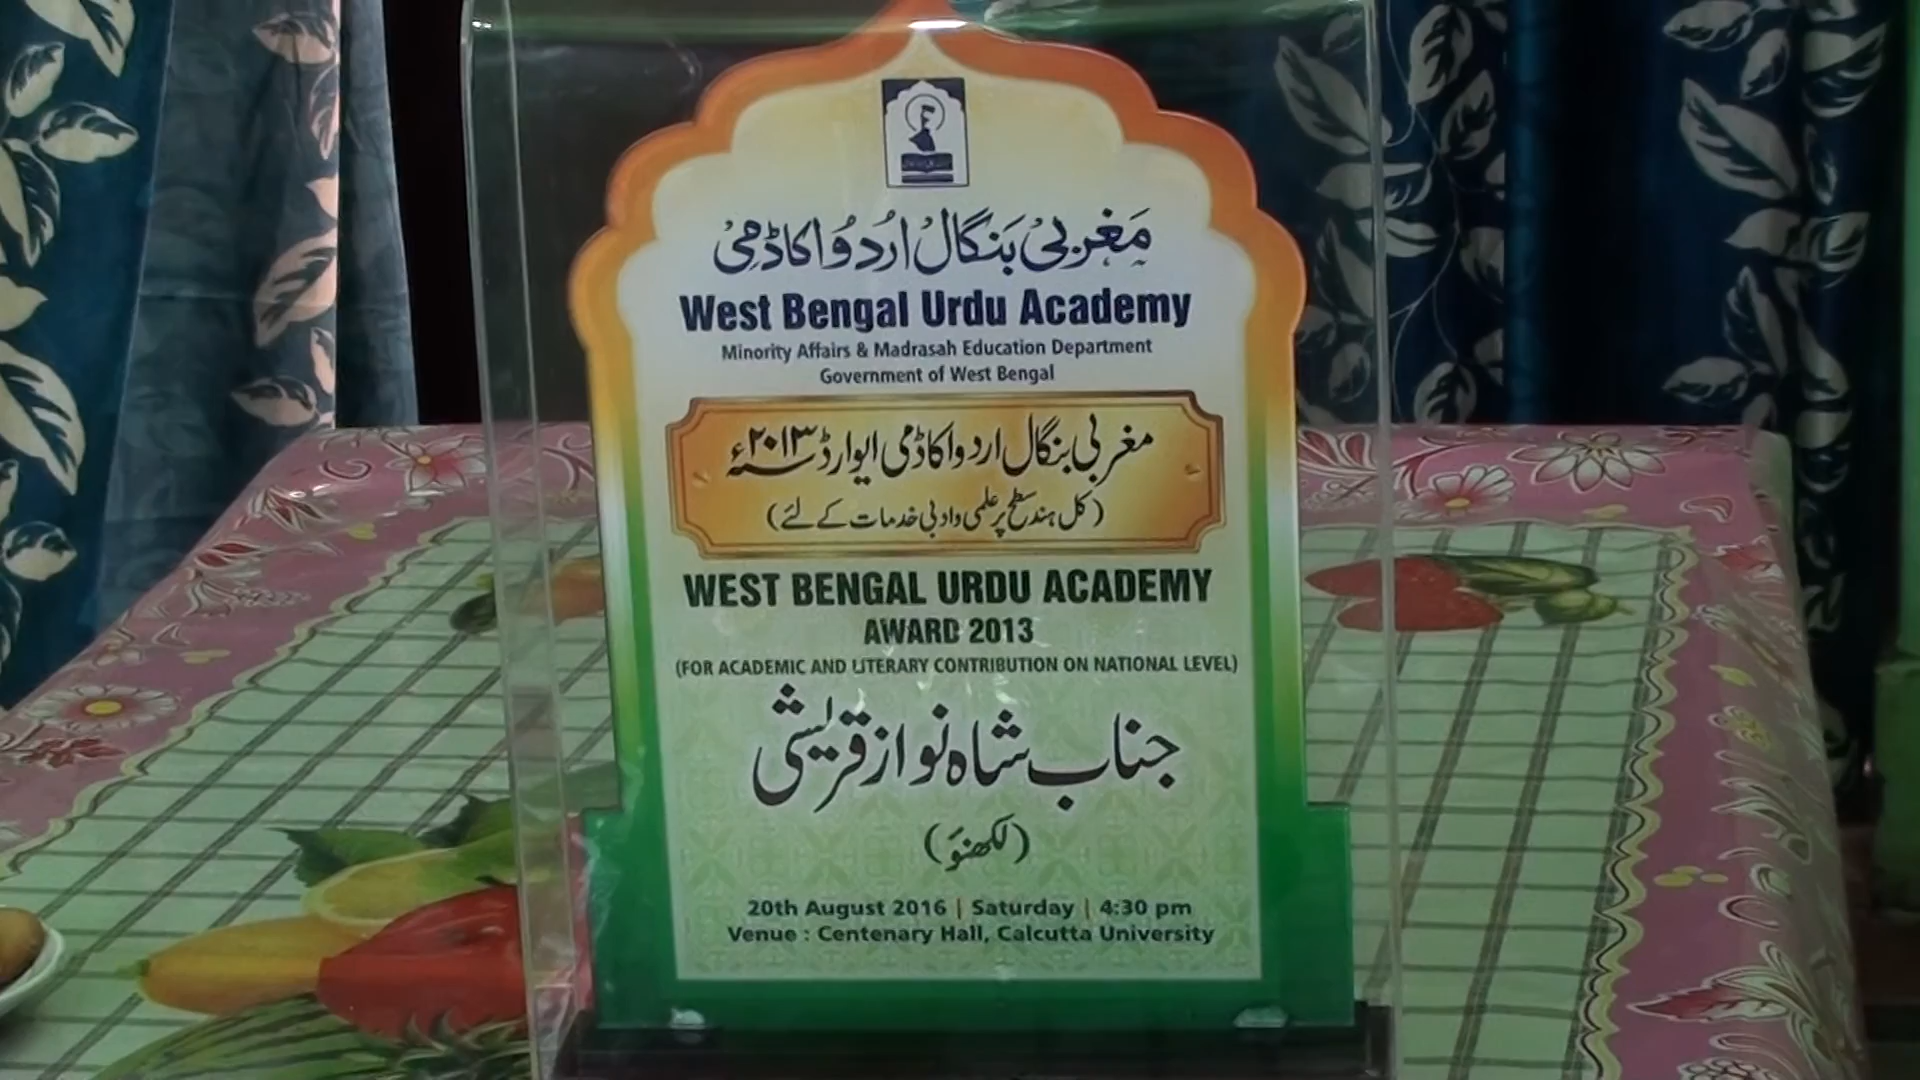 مغربی بنگال اردو اکاڈمی
West Bengal Urdu Academy
Minority Affairs & Madrasah Education Department
Government of West Bengal
مغربی بنگال اردو اکاڈمی ایوارڈ ۲۰۱۳ء
(کل ہند سطح پر علمی و ادبی خدمات کے لئے)
WEST BENGAL URDU ACADEMY
AWARD 2013
(FOR ACADEMIC AND LITERARY CONTRIBUTION ON NATIONAL LEVEL)
جناب شاہ نواز قریشی
(لکھنؤ)
20th August 2016 | Saturday | 4:30 pm
Venue : Centenary Hall, Calcutta University